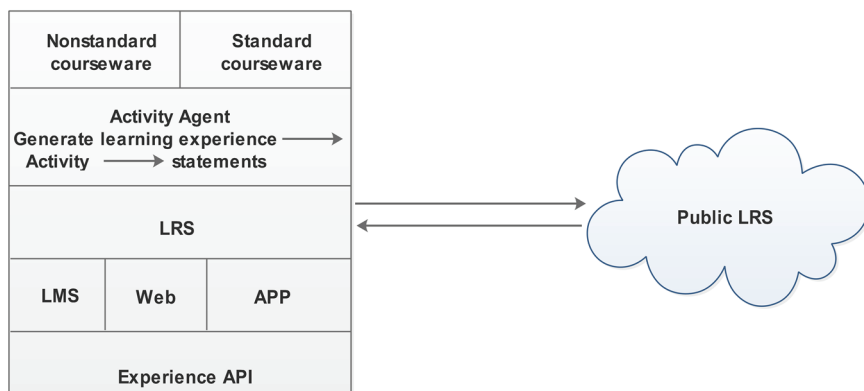 Nonstandard courseware
Standard courseware
Activity Agent
Generate learning experience
Activity statements
LRS
LMS Web APP
Experience API
Public LRS